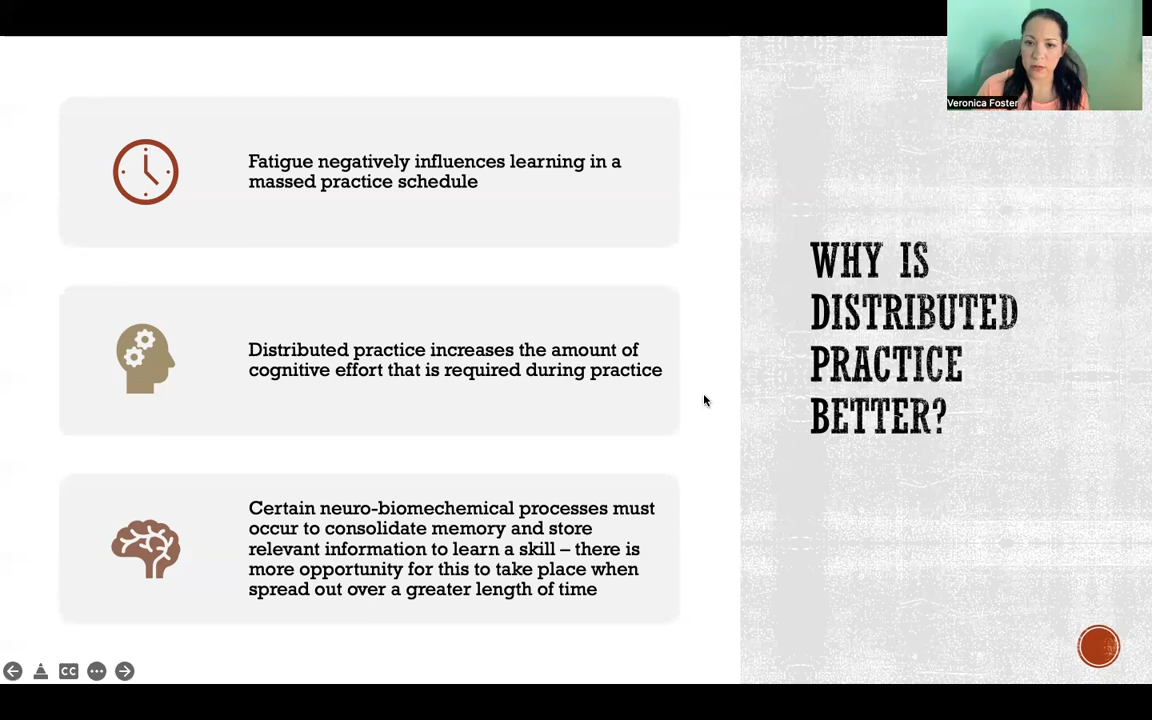 Veronica Foster
Fatigue negatively influences learning in a
massed practice schedule
Distributed practice increases the amount of
cognitive effort that is required during practice
Certain neuro-biomechemical processes must
occur to consolidate memory and store
relevant information to learn a skill – there is
more opportunity for this to take place when
spread out over a greater length of time
WHY IS
DISTRIBUTED
PRACTICE
BETTER?
CC